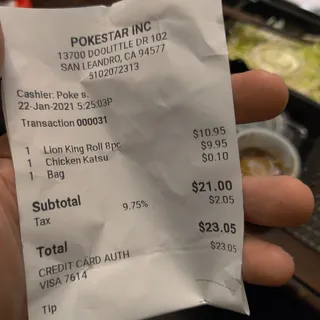 POKESTAR INC
13700 DOOLITTLE DR 102
SAN LEANDRO, CA 94577
5102072313
Cashier: Poke s.
22-Jan-2021 5:25:03P
Transaction 000031
1 Lion King Roll 8pc $10.95
1 Chicken Katsu $9.95
1 Bag $0.10
Subtotal $21.00
Tax 9.75% $2.05
Total $23.05
CREDIT CARD AUTH $23.05
VISA 7614
Tip